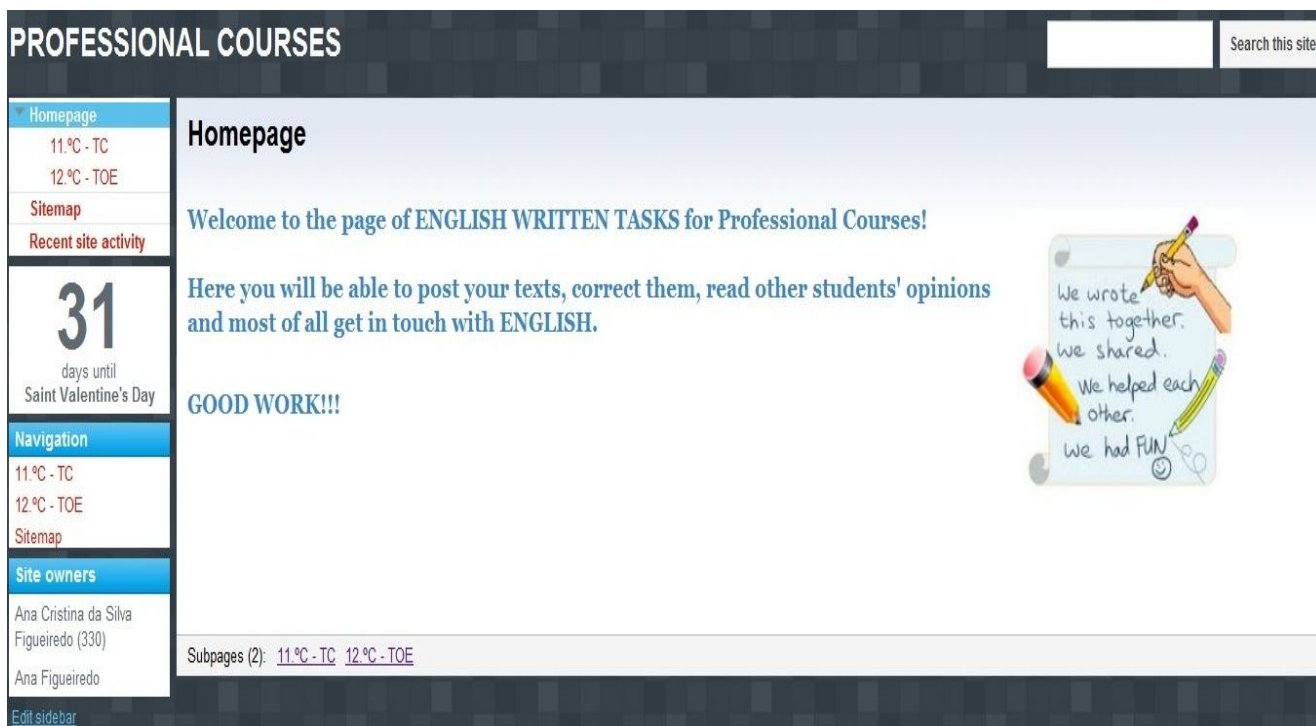 PROFESSIONAL COURSES
Search this site
Homepage
11.ºC - TC
12.ºC - TOE
Sitemap
Recent site activity
31
days until
Saint Valentine's Day
Navigation
11.ºC - TC
12.ºC - TOE
Sitemap
Site owners
Ana Cristina da Silva
Figueiredo (330)
Ana Figueiredo
Edit sidebar
Homepage
Welcome to the page of ENGLISH WRITTEN TASKS for Professional Courses!
Here you will be able to post your texts, correct them, read other students' opinions
and most of all get in touch with ENGLISH.
GOOD WORK!!!
We wrote
this together.
We shared.
We helped each
other.
We had FUN
Subpages (2): 11.ºC - TC 12.ºC - TOE